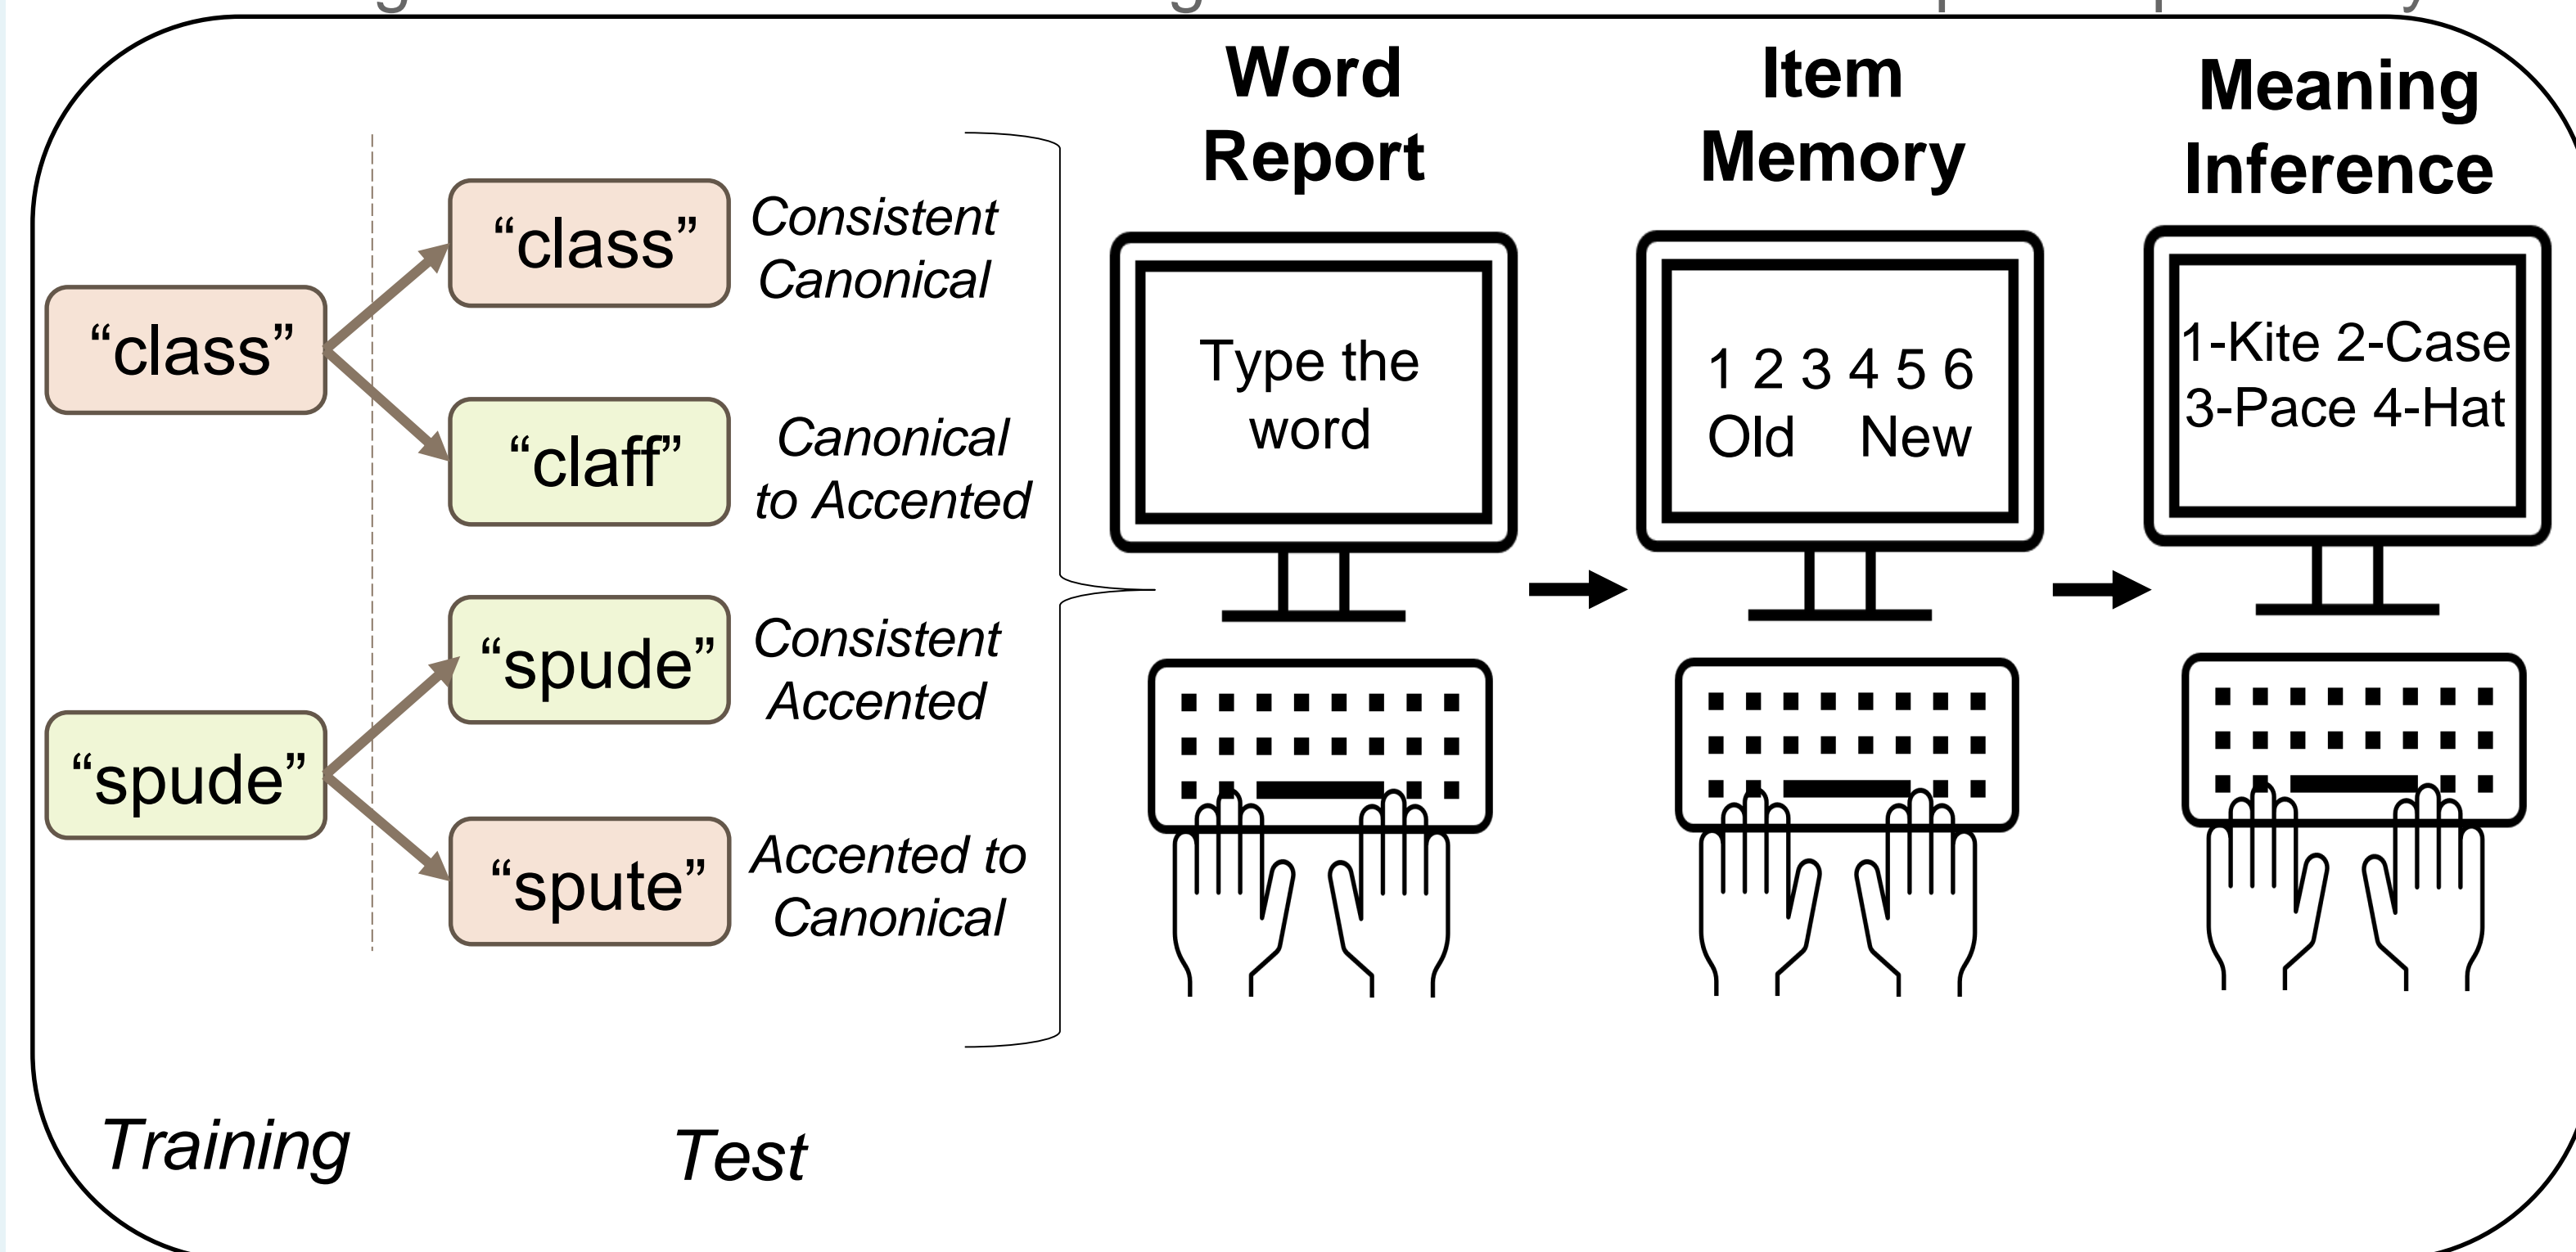 Word
Report
Item
Memory
Meaning
Inference
“class”
“class”
Consistent
Canonical
“claff”
Canonical
to Accented
“spude”
“spude”
Consistent
Accented
“spute”
Accented to
Canonical
Type the
word
1 2 3 4 5 6
Old New
1-Kite 2-Case
3-Pace 4-Hat
Training
Test